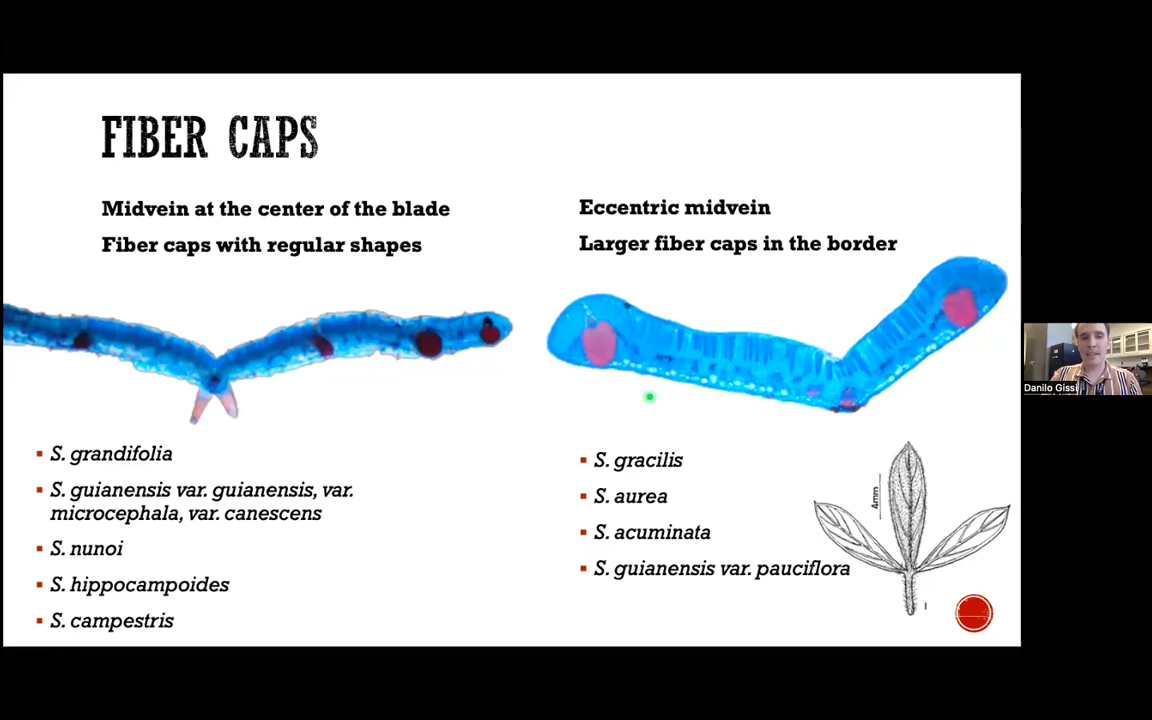 FIBER CAPS
Midvein at the center of the blade
Fiber caps with regular shapes
Eccentric midvein
Larger fiber caps in the border
▪ S. grandifolia
▪ S. guianensis var. guianensis, var.
microcephala, var. canescens
▪ S. nunoi
▪ S. hippocampoides
▪ S. campestris
▪ S. gracilis
▪ S. aurea
▪ S. acuminata
▪ S. guianensis var. pauciflora
4mm
Danilo Gissi